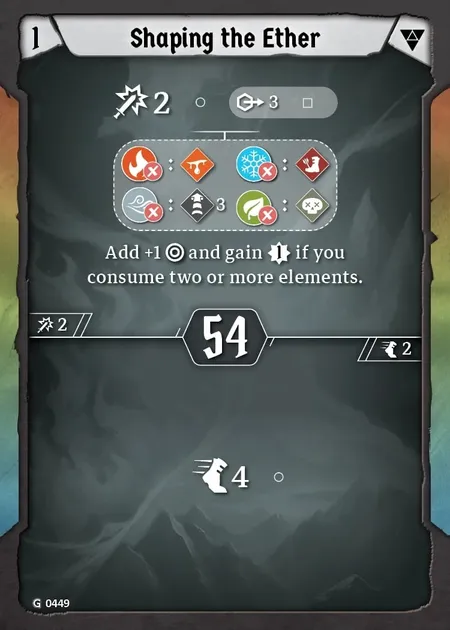 1 Shaping the Ether
2 3
: :
: 3 :
Add +1 and gain 1 if you
consume two or more elements.
2 54 2
4
G 0449